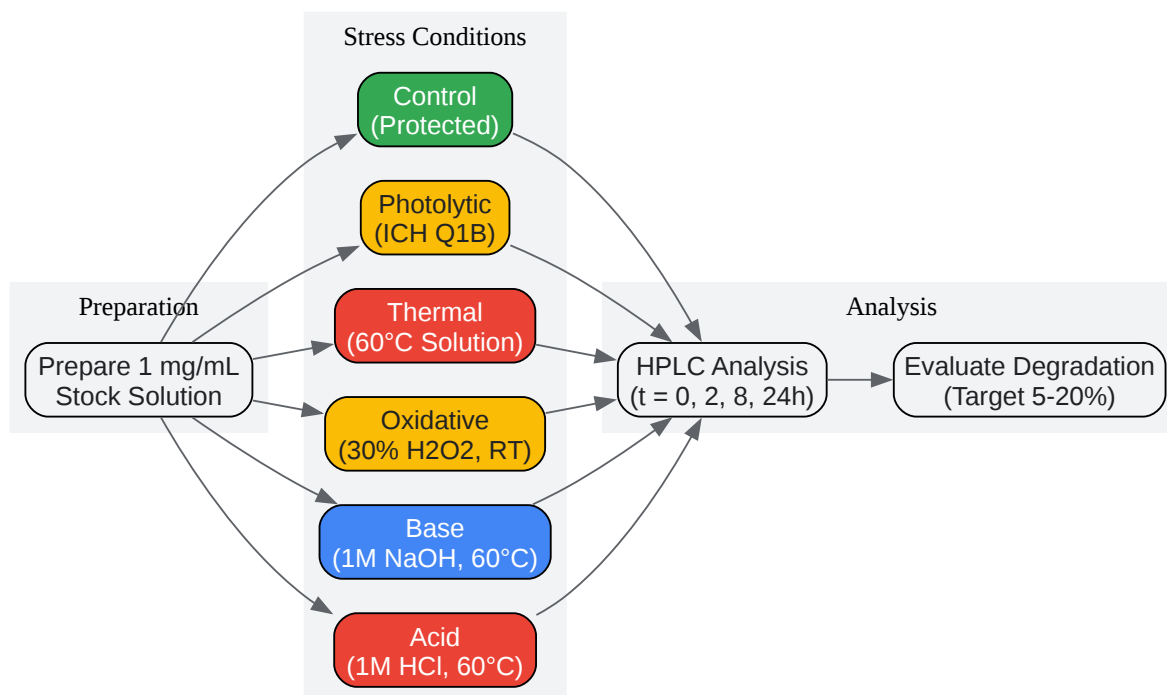 Stress Conditions
Control
(Protected)
Photolytic
(ICH Q1B)
Thermal
(60°C Solution)
Oxidative
(30% H2O2, RT)
Base
(1M NaOH, 60°C)
Acid
(1M HCl, 60°C)
Preparation
Prepare 1 mg/mL
Stock Solution
Analysis
HPLC Analysis
(t = 0, 2, 8, 24h)
Evaluate Degradation
(Target 5-20%)